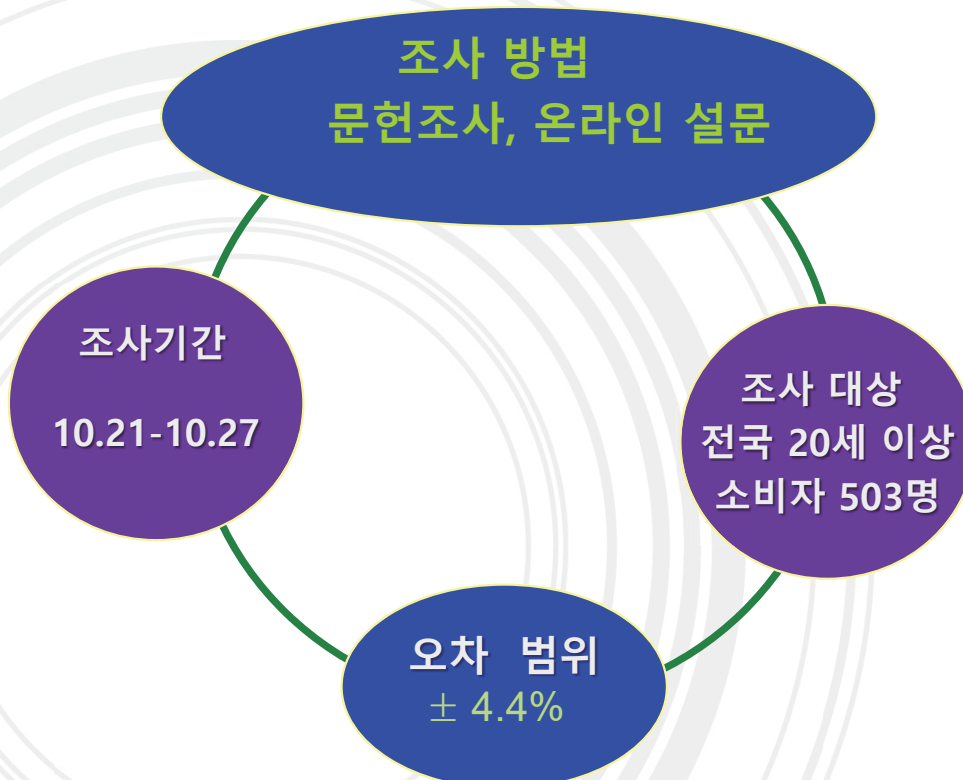 조사 방법
문헌조사, 온라인 설문
조사기간
10.21-10.27
조사 대상
전국 20세 이상
소비자 503명
오차 범위
± 4.4%